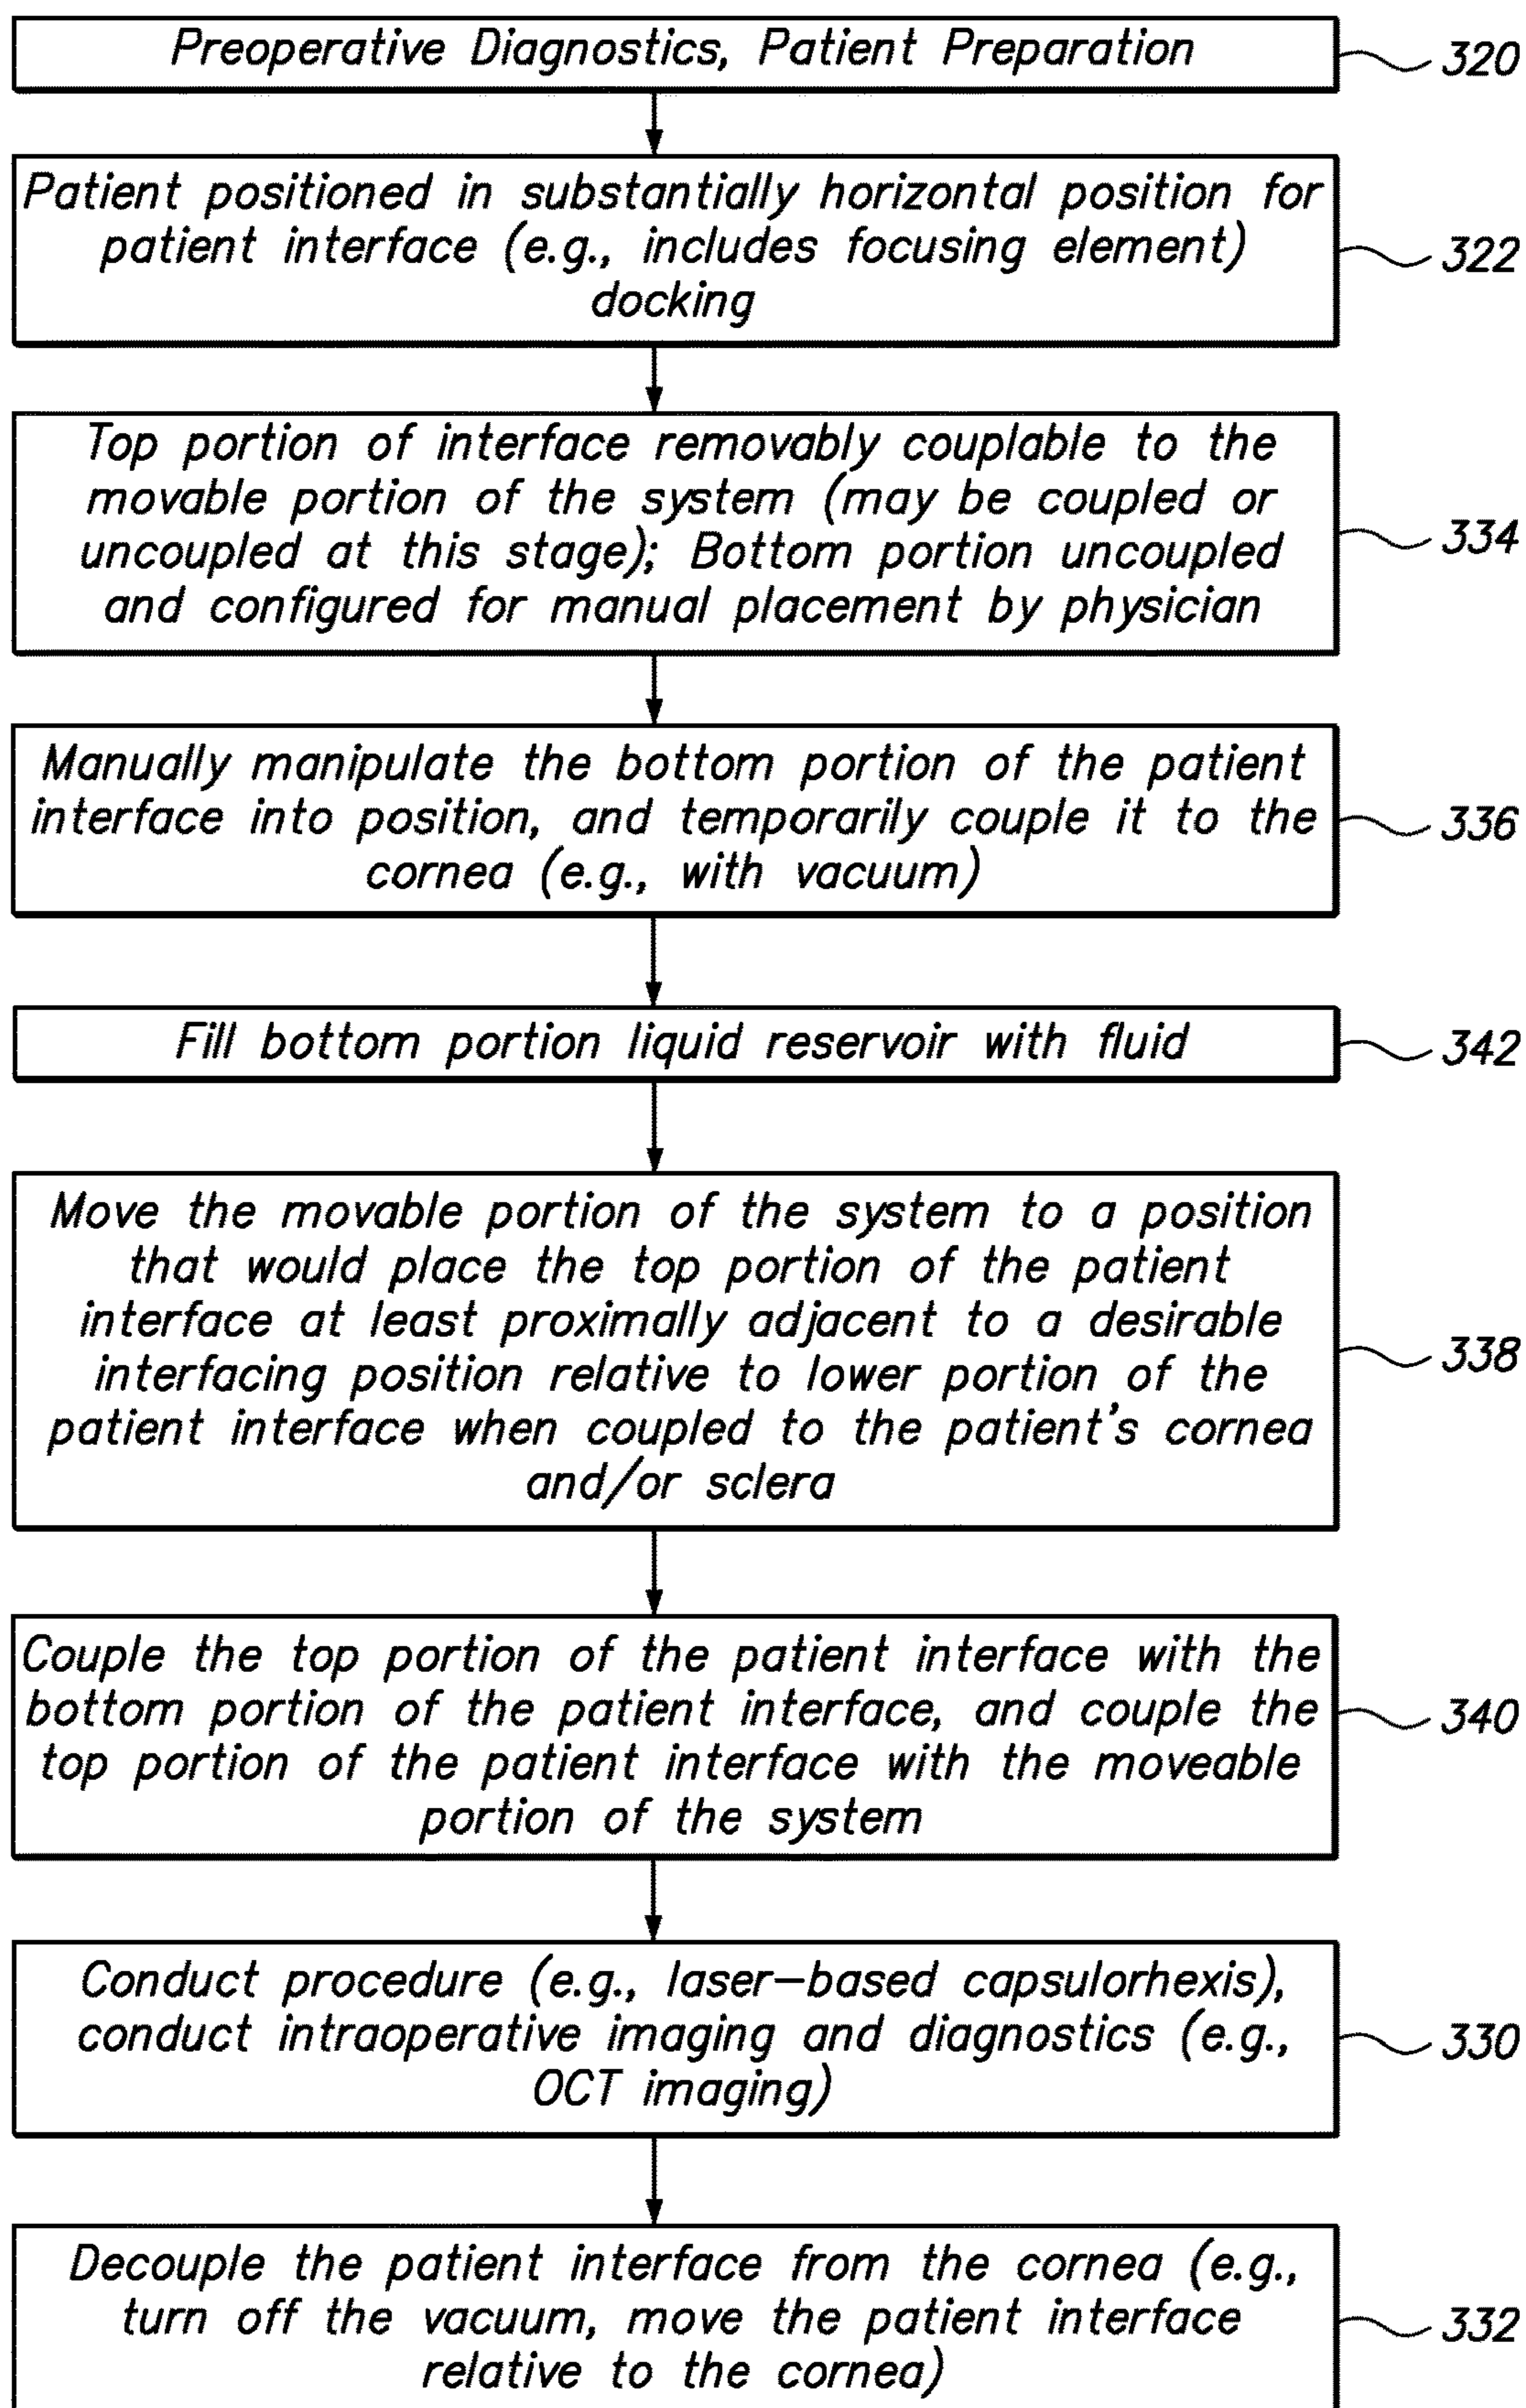 Preoperative Diagnostics, Patient Preparation
320
Patient positioned in substantially horizontal position for
patient interface (e.g., includes focusing element)
docking
322
Top portion of interface removably couplable to the
movable portion of the system (may be coupled or
uncoupled at this stage); Bottom portion uncoupled
and configured for manual placement by physician
334
Manually manipulate the bottom portion of the patient
interface into position, and temporarily couple it to the
cornea (e.g., with vacuum)
336
Fill bottom portion liquid reservoir with fluid
342
Move the movable portion of the system to a position
that would place the top portion of the patient
interface at least proximally adjacent to a desirable
interfacing position relative to lower portion of the
patient interface when coupled to the patient's cornea
and/or sclera
338
Couple the top portion of the patient interface with the
bottom portion of the patient interface, and couple the
top portion of the patient interface with the moveable
portion of the system
340
Conduct procedure (e.g., laser-based capsulorhexis),
conduct intraoperative imaging and diagnostics (e.g.,
OCT imaging)
330
Decouple the patient interface from the cornea (e.g.,
turn off the vacuum, move the patient interface
relative to the cornea)
332